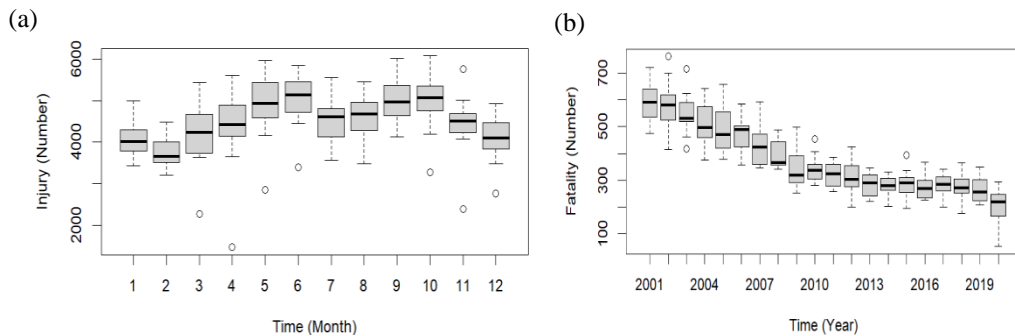 (a)
Injury (Number)
6000
4000
2000
1 2 3 4 5 6 7 8 9 10 11 12
Time (Month)
(b)
Fatality (Number)
700
500
300
100
2001 2004 2007 2010 2013 2016 2019
Time (Year)